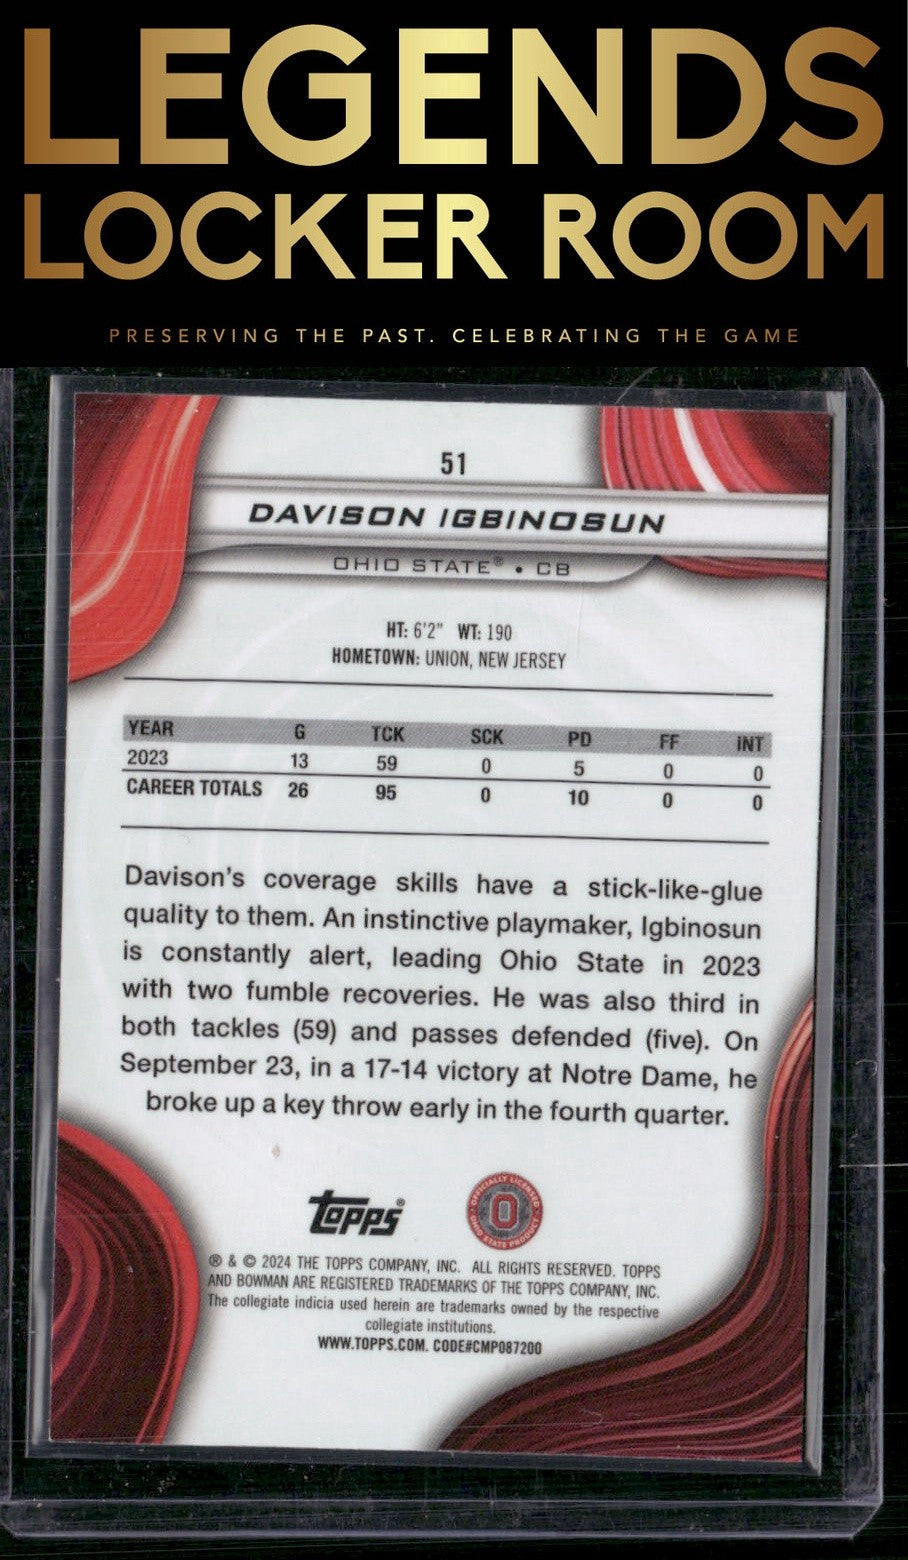 LEGENDS
LOCKER ROOM
PRESERVING THE PAST. CELEBRATING THE GAME
51
DAVISON IGBINOSUN
OHIO STATE® • CB
HT: 6'2" WT: 190
HOMETOWN: UNION, NEW JERSEY
YEAR G TCK SCK PD FF INT
2023 13 59 0 5 0 0
CAREER TOTALS 26 95 0 10 0 0
Davison's coverage skills have a stick-like-glue
quality to them. An instinctive playmaker, Igbinosun
is constantly alert, leading Ohio State in 2023
with two fumble recoveries. He was also third in
both tackles (59) and passes defended (five). On
September 23, in a 17-14 victory at Notre Dame, he
broke up a key throw early in the fourth quarter.
Topps®
OFFICIALLY LICENSED
O
OHIO STATE PRODUCT
® & © 2024 THE TOPPS COMPANY, INC. ALL RIGHTS RESERVED. TOPPS
AND BOWMAN ARE REGISTERED TRADEMARKS OF THE TOPPS COMPANY, INC.
The collegiate indicia used herein are trademarks owned by the respective
collegiate institutions.
WWW.TOPPS.COM. CODE#CMP087200